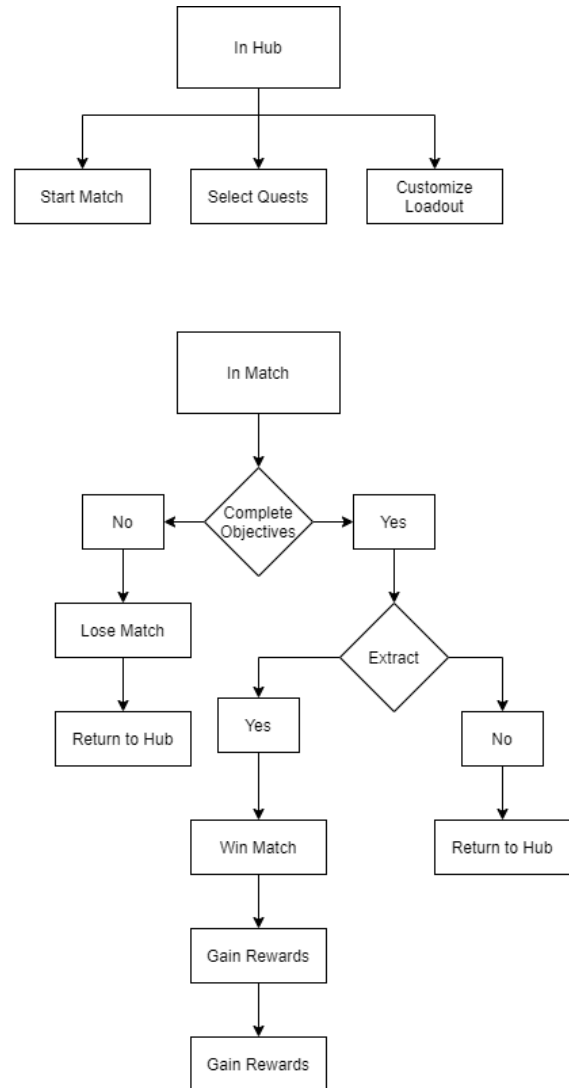 In Hub
Start Match
Select Quests
Customize
Loadout
In Match
No
Complete
Objectives
Yes
Lose Match
Extract
Return to Hub
Yes
No
Win Match
Return to Hub
Gain Rewards
Gain Rewards